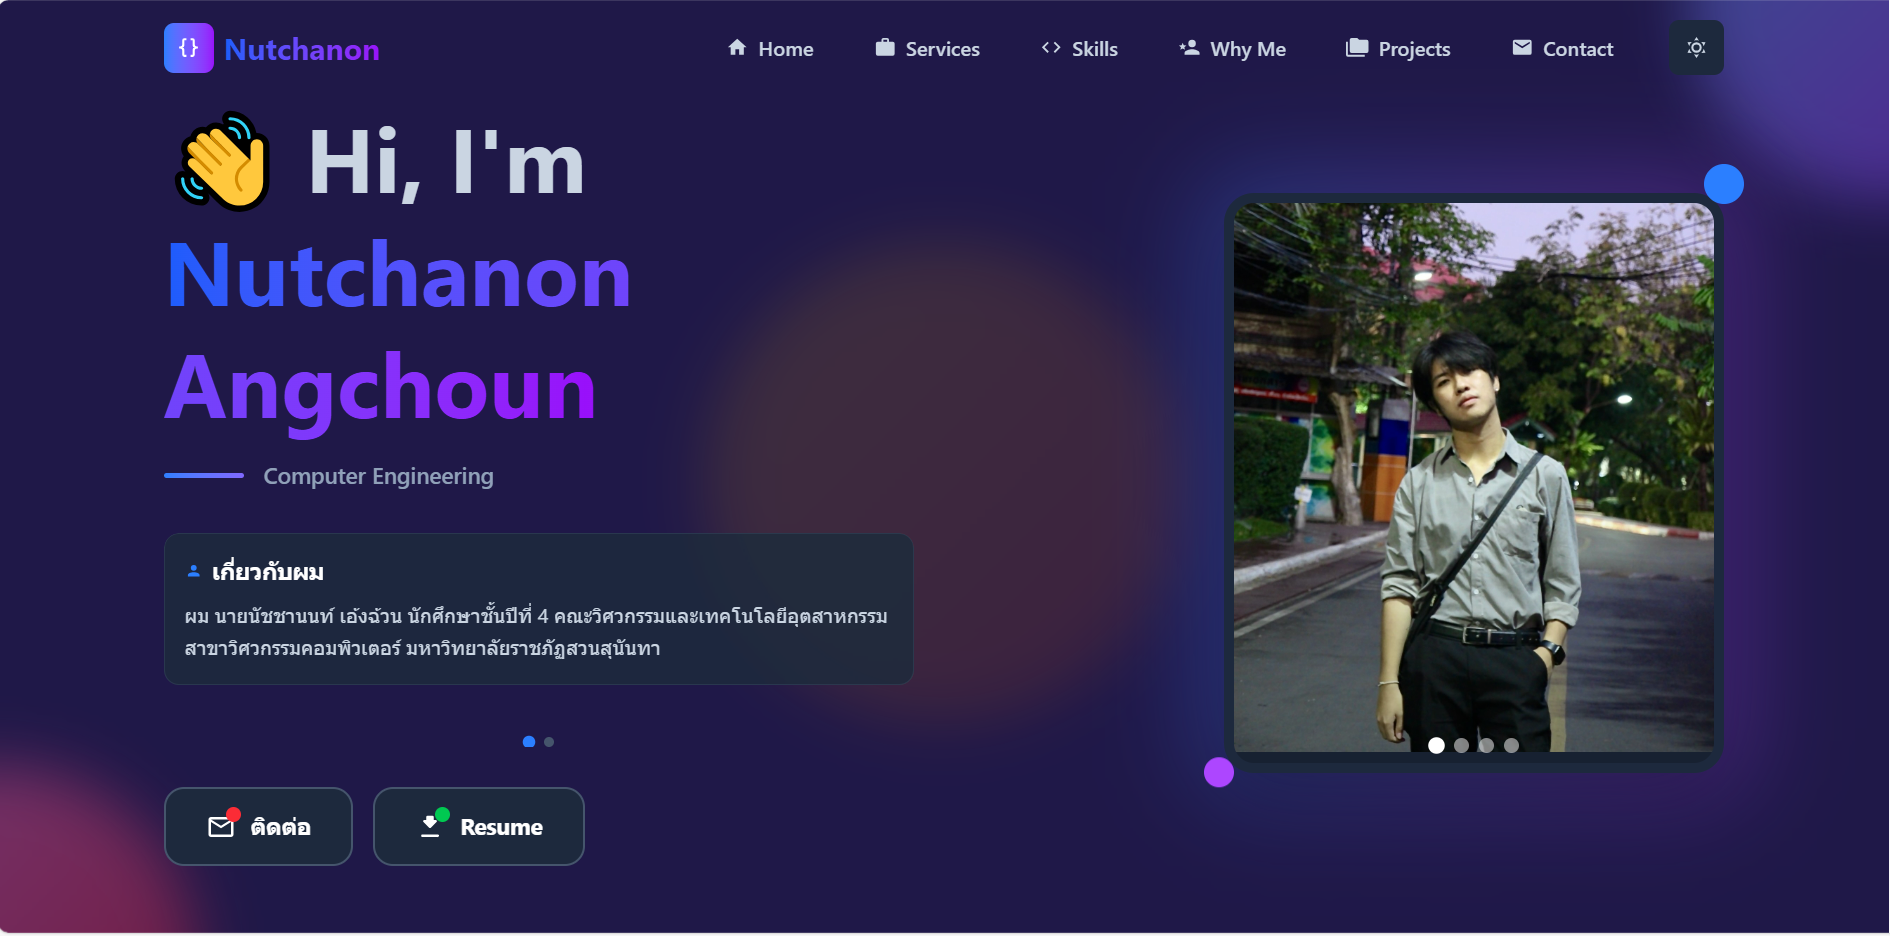 Nutchanon
Home
Services
Skills
Why Me
Projects
Contact
Hi, I'm
Nutchanon
Angchoun
Computer Engineering
เกี่ยวกับผม
ผม นายนัชชานนท์ เอ้งฉ้วน นักศึกษาชั้นปีที่ 4 คณะวิศวกรรมและเทคโนโลยีอุตสาหกรรม
สาขาวิศวกรรมคอมพิวเตอร์ มหาวิทยาลัยราชภัฏสวนสุนันทา
ติดต่อ
Resume